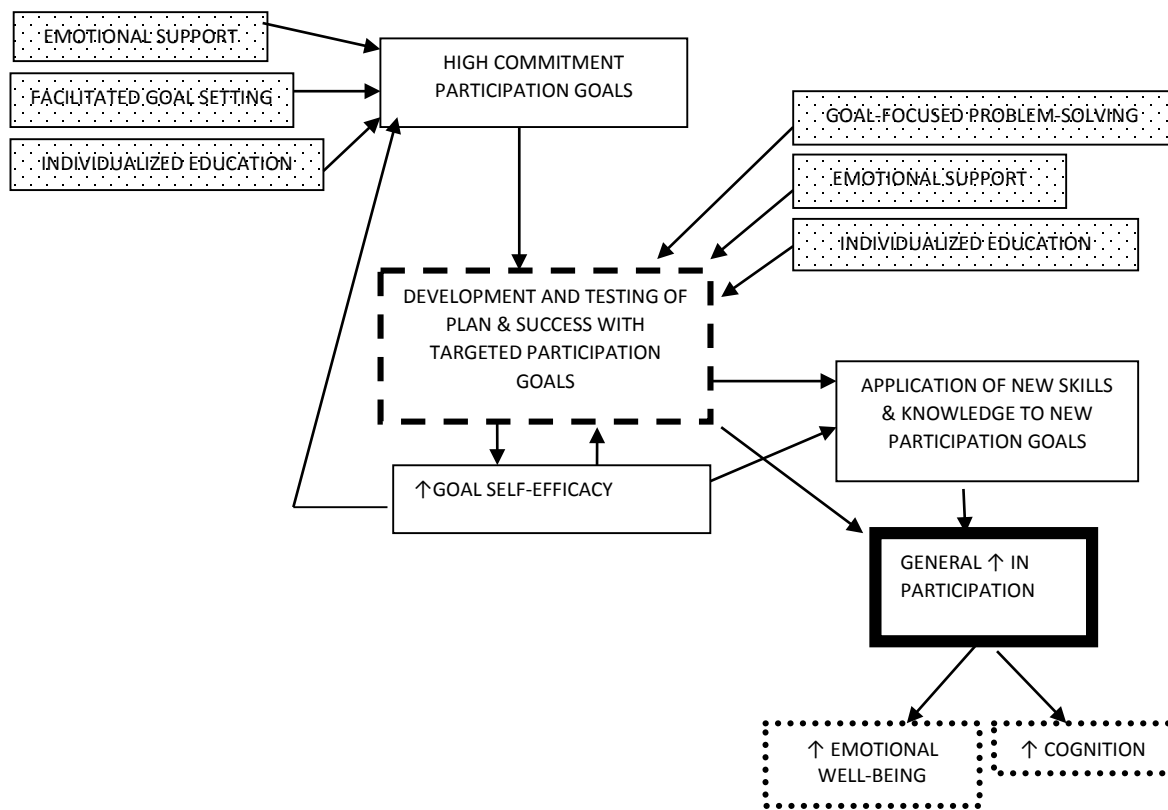 EMOTIONAL SUPPORT
FACILITATED GOAL SETTING
INDIVIDUALIZED EDUCATION
HIGH COMMITMENT
PARTICIPATION GOALS
GOAL-FOCUSED PROBLEM-SOLVING
EMOTIONAL SUPPORT
INDIVIDUALIZED EDUCATION
DEVELOPMENT AND TESTING OF
PLAN & SUCCESS WITH
TARGETED PARTICIPATION
GOALS
APPLICATION OF NEW SKILLS
& KNOWLEDGE TO NEW
PARTICIPATION GOALS
↑GOAL SELF-EFFICACY
GENERAL ↑ IN
PARTICIPATION
↑ EMOTIONAL
WELL-BEING
↑ COGNITION